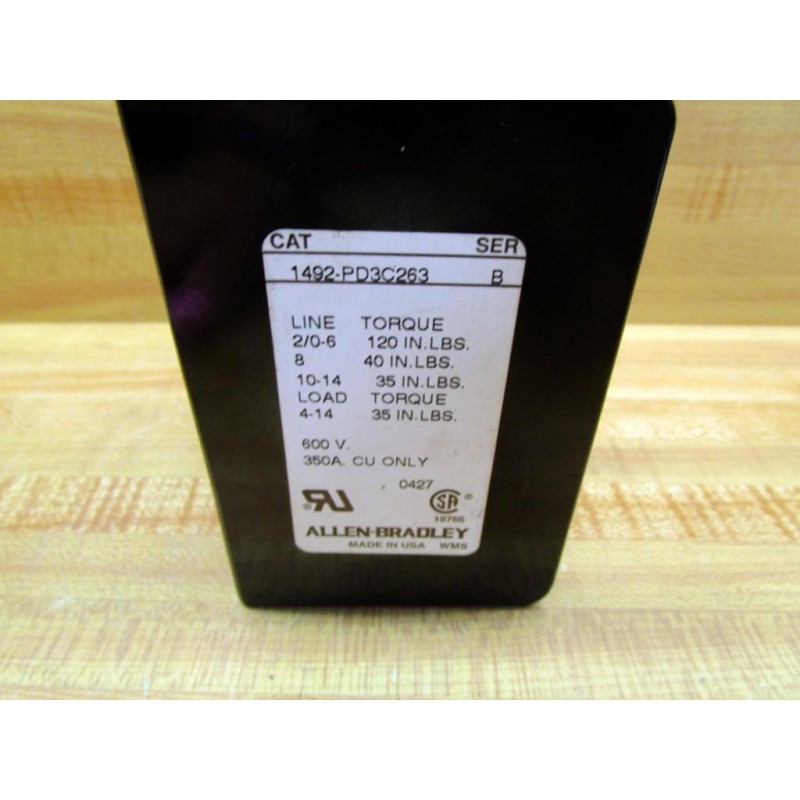 CAT SER
1492-PD3C263 B
LINE TORQUE
2/0-6 120 IN.LBS.
8 40 IN.LBS.
10-14 35 IN.LBS.
LOAD TORQUE
4-14 35 IN.LBS.
600 V.
350A. CU ONLY
0427
RU® SA®
19766
ALLEN-BRADLEY
MADE IN USA WMS